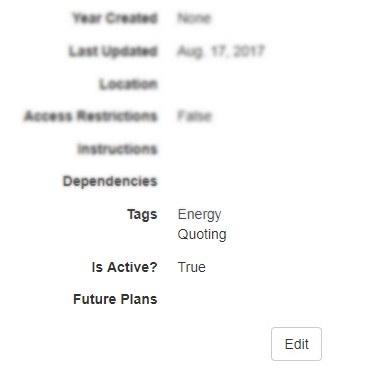 Year Created None
Last Updated Aug. 17, 2017
Location
Access Restrictions False
Instructions
Dependencies
Tags Energy
Quoting
Is Active? True
Future Plans
Edit